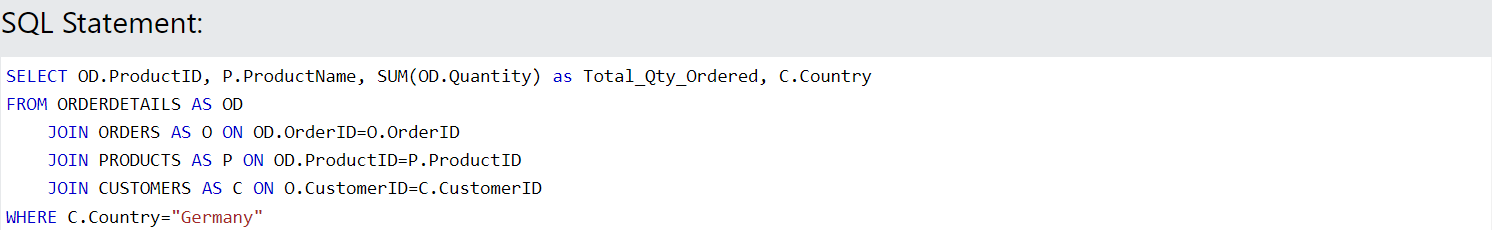 SQL Statement:
SELECT OD.ProductID, P.ProductName, SUM(OD.Quantity) as Total_Qty_Ordered, C.Country
FROM ORDERDETAILS AS OD
    JOIN ORDERS AS O ON OD.OrderID=O.OrderID
    JOIN PRODUCTS AS P ON OD.ProductID=P.ProductID
    JOIN CUSTOMERS AS C ON O.CustomerID=C.CustomerID
WHERE C.Country="Germany"